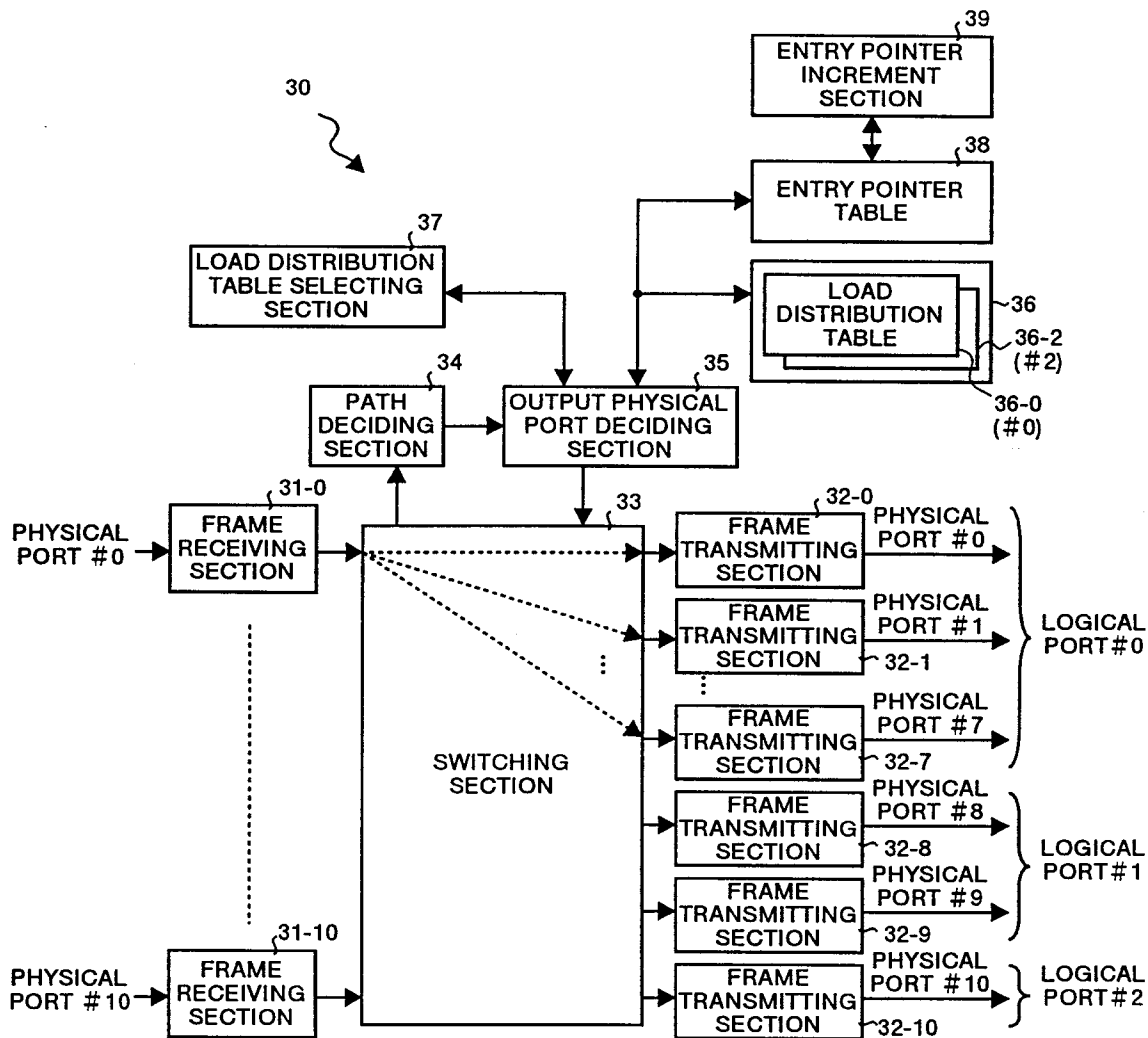 39
ENTRY POINTER
INCREMENT
SECTION
30
38
ENTRY POINTER
TABLE
37
LOAD DISTRIBUTION
TABLE SELECTING
SECTION
LOAD
DISTRIBUTION
TABLE
36
36-2
(#2)
36-0
(#0)
34
PATH
DECIDING
SECTION
35
OUTPUT PHYSICAL
PORT DECIDING
SECTION
PHYSICAL
PORT #0
31-0
FRAME
RECEIVING
SECTION
33
SWITCHING
SECTION
32-0
FRAME
TRANSMITTING
SECTION
PHYSICAL
PORT #0
FRAME
TRANSMITTING
SECTION
32-1
PHYSICAL
PORT #1
LOGICAL
PORT#0
FRAME
TRANSMITTING
SECTION
32-7
PHYSICAL
PORT #7
FRAME
TRANSMITTING
SECTION
32-8
PHYSICAL
PORT #8
LOGICAL
PORT#1
FRAME
TRANSMITTING
SECTION
32-9
PHYSICAL
PORT #9
PHYSICAL
PORT #10
31-10
FRAME
RECEIVING
SECTION
FRAME
TRANSMITTING
SECTION
32-10
PHYSICAL
PORT #10
LOGICAL
PORT#2